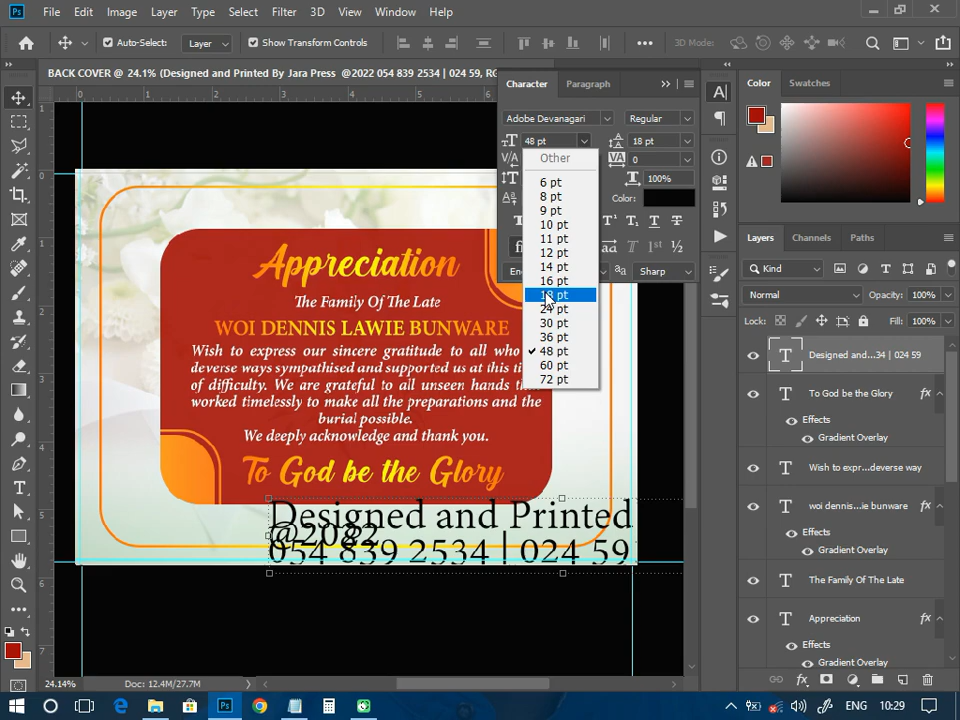 File Edit Image Layer Type Select Filter 3D View Window Help
Auto-Select: Layer Show Transform Controls 3D Mode:
BACK COVER @ 24.1% (Designed and Printed By Jara Press @2022 054 839 2534 | 024 59, RG
Character Paragraph
Adobe Devanagari Regular
48 pt 18 pt
0
100%
Color:
Sharp
Other
6 pt
8 pt
9 pt
10 pt
11 pt
12 pt
14 pt
16 pt
18 pt
24 pt
30 pt
36 pt
48 pt
60 pt
72 pt
Appreciation
The Family Of The Late
WOI DENNIS LAWIE BUNWARE
Wish to express our sincere gratitude to all who
deverse ways sympathised and supported us at this
of difficulty. We are grateful to all unseen hands
worked timelessly to make all the preparations and the
burial possible.
We deeply acknowledge and thank you.
To God be the Glory
Designed and Printed
054 839 2534 | 024 59
Color Swatches
Layers Channels Paths
Kind
Normal Opacity: 100%
Lock: Fill: 100%
Designed and...34 | 024 59
To God be the Glory fx
Effects
Gradient Overlay
Wish to expr...deverse way
woi dennis...ie bunware fx
Effects
Gradient Overlay
The Family Of The Late
Appreciation fx
Effects
Gradient Overlay
24.14% Doc: 12.4M/27.7M
ENG 10:29